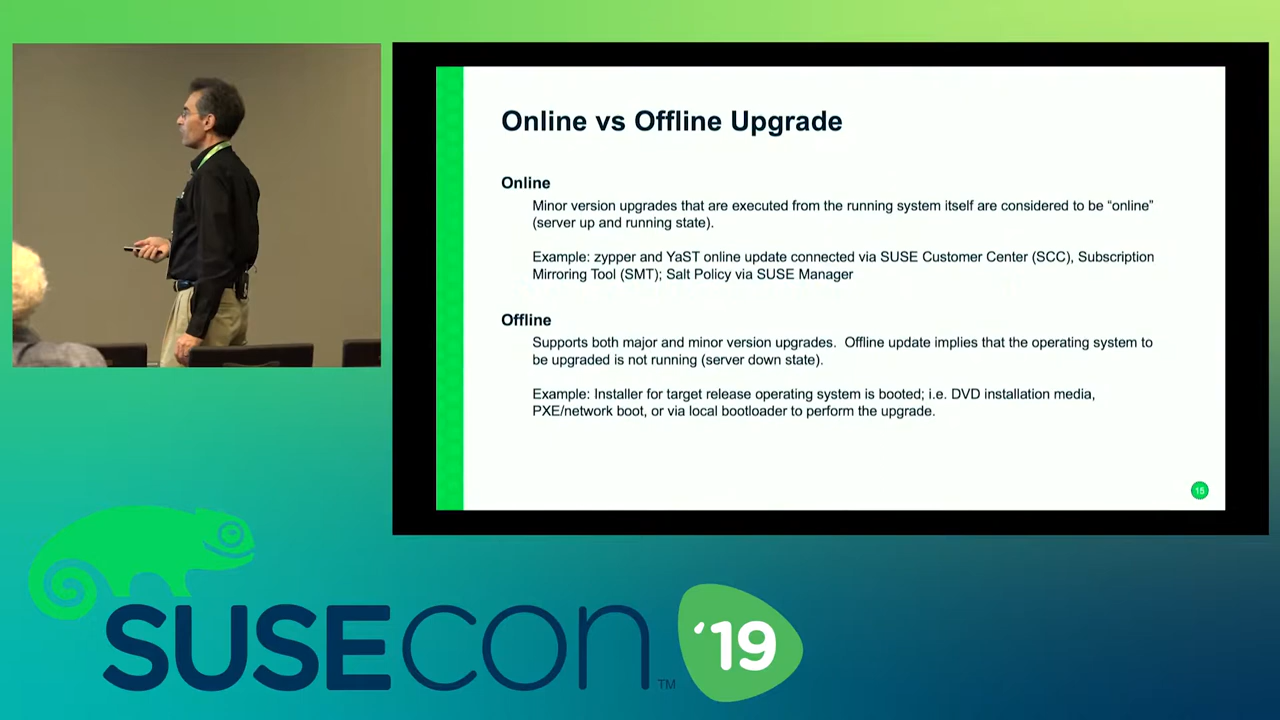 Online vs Offline Upgrade
Online
Minor version upgrades that are executed from the running system itself are considered to be “online”
(server up and running state).
Example: zypper and YaST online update connected via SUSE Customer Center (SCC), Subscription
Mirroring Tool (SMT); Salt Policy via SUSE Manager
Offline
Supports both major and minor version upgrades.  Offline update implies that the operating system to
be upgraded is not running (server down state).
Example: Installer for target release operating system is booted; i.e. DVD installation media,
PXE/network boot, or via local bootloader to perform the upgrade.
15
SUSECON ™ ’19